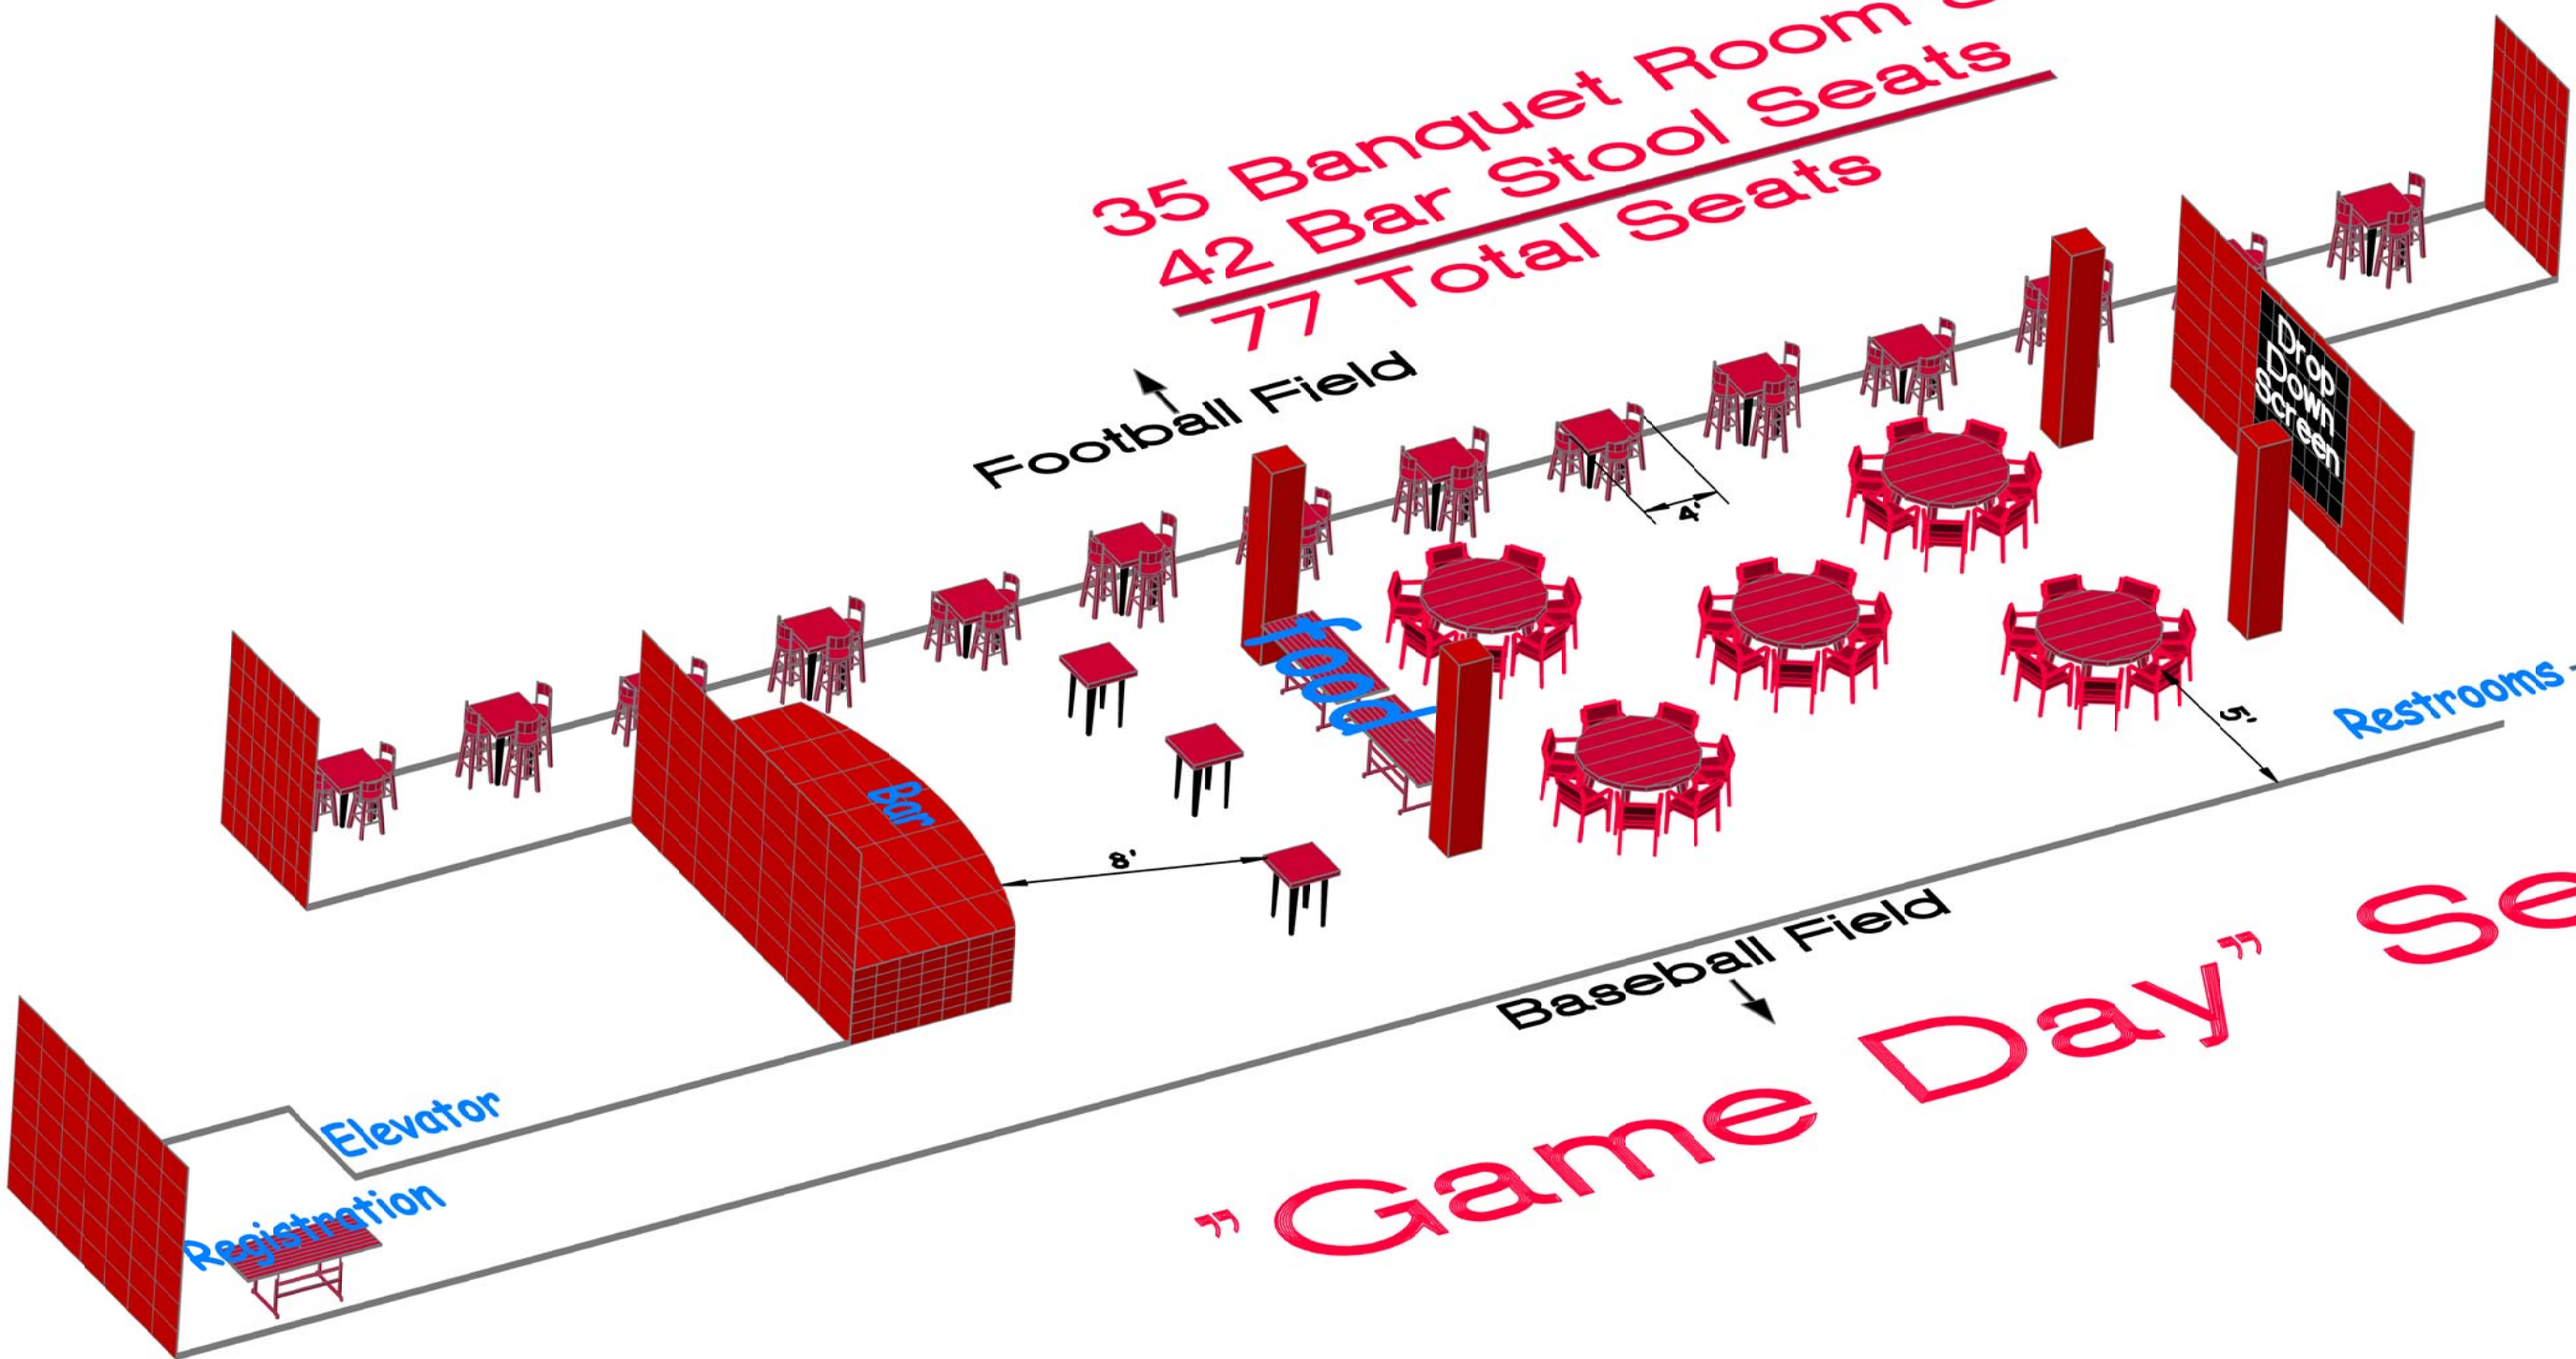 35 Banquet Room
42 Bar Stool Seats
77 Total Seats
Football Field
Drop
Down
Screen
4'
food
Restrooms
5'
Bar
8'
Baseball Field
Elevator
Registration
"Game Day" Se